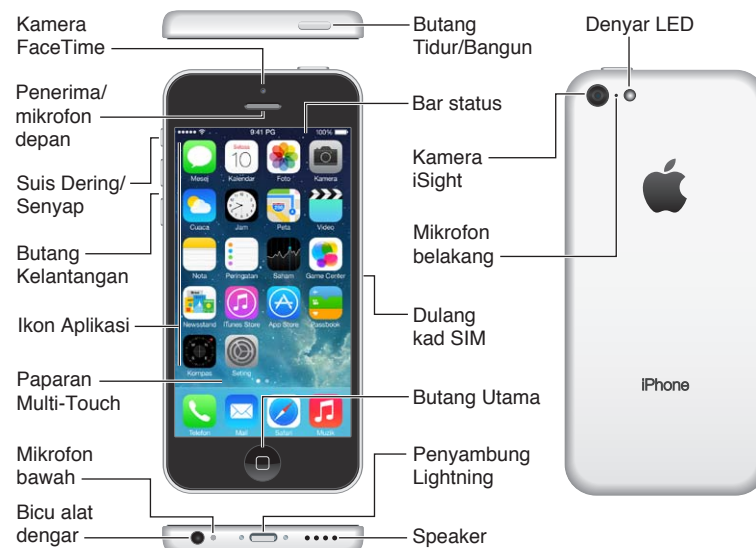 Kamera
FaceTime
Penerima/
mikrofon
depan
Suis Dering/
Senyap
Butang
Kelantangan
Ikon Aplikasi
Paparan
Multi-Touch
Mikrofon
bawah
Bicu alat
dengar
9:41 PG
100%
Selasa
10
Mesej Kalendar Foto Kamera
Cuaca Jam Peta Video
Nota Peringatan Saham Game Center
Newsstand iTunes Store App Store Passbook
Kompas Seting
Telefon Mail Safari Muzik
Butang
Tidur/Bangun
Bar status
Kamera
iSight
Mikrofon
belakang
Dulang
kad SIM
Butang Utama
Penyambung
Lightning
Speaker
Denyar LED
iPhone